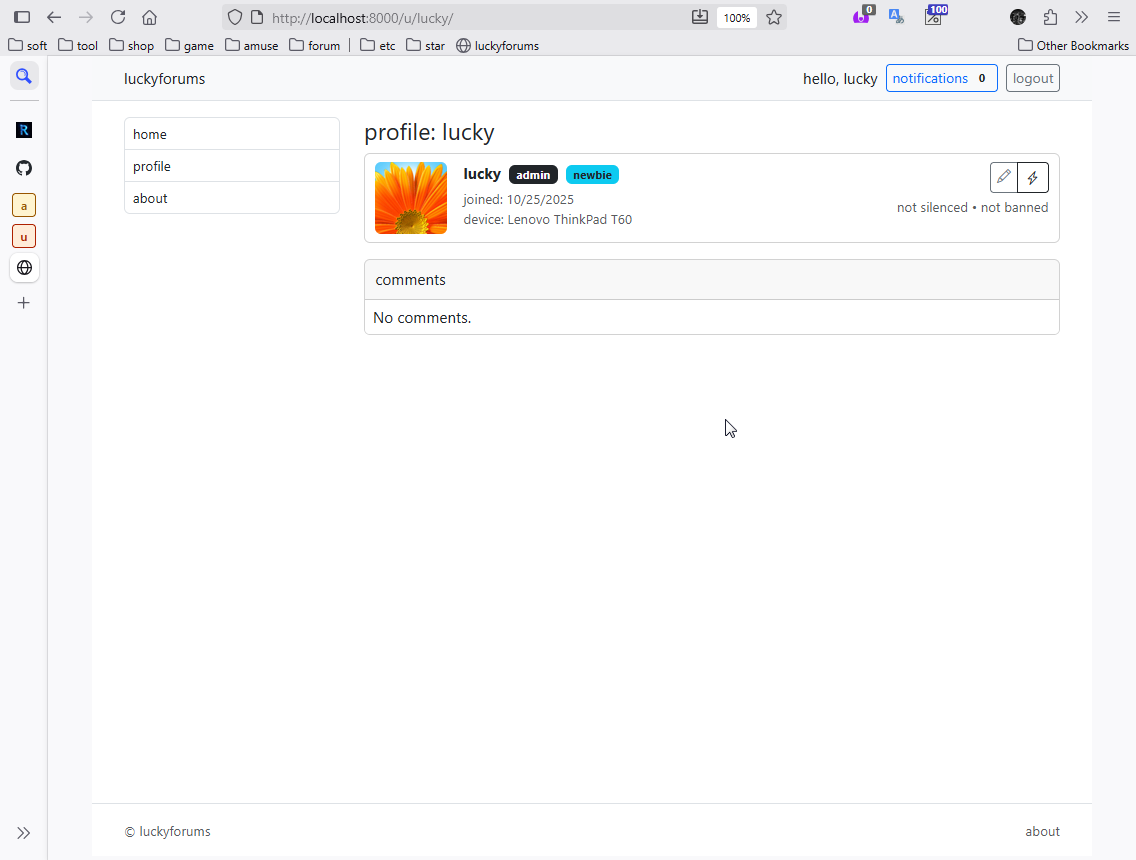 http://localhost:8000/u/lucky/ 100% 0 100
soft tool shop game amuse forum etc star luckyforums Other Bookmarks
luckyforums hello, lucky notifications 0 logout
home
profile
about
a
u
profile: lucky
lucky admin newbie
joined: 10/25/2025
device: Lenovo ThinkPad T60
not silenced • not banned
comments
No comments.
© luckyforums about